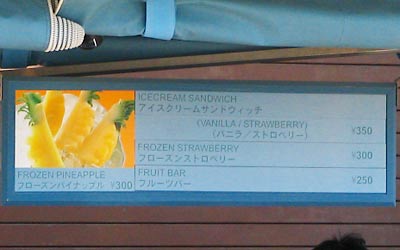 ICECREAM SANDWICH
アイスクリームサンドウィッチ
(VANILLA / STRAWBERRY)
(バニラ／ストロベリー) ¥350
FROZEN STRAWBERRY
フローズンストロベリー ¥300
FRUIT BAR
フルーツバー ¥250
FROZEN PINEAPPLE
フローズンパイナップル ¥300